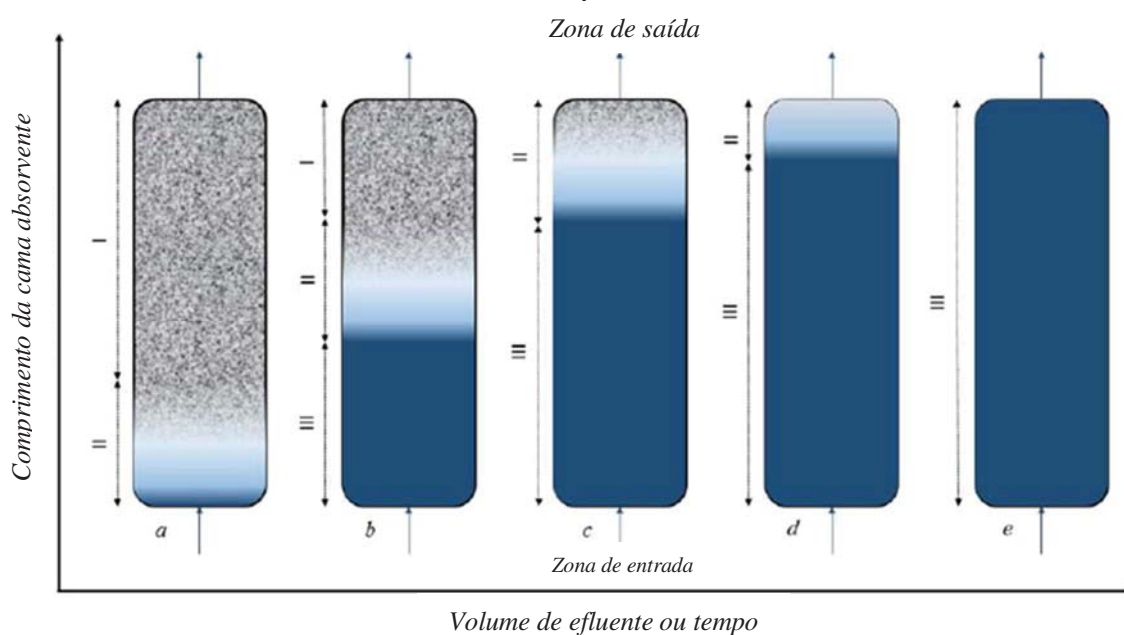 Zona de saída
Comprimento da cama absorvente
I
II
I
II
III
II
III
II
III
III
a
b
c
d
e
Zona de entrada
Volume de efluente ou tempo